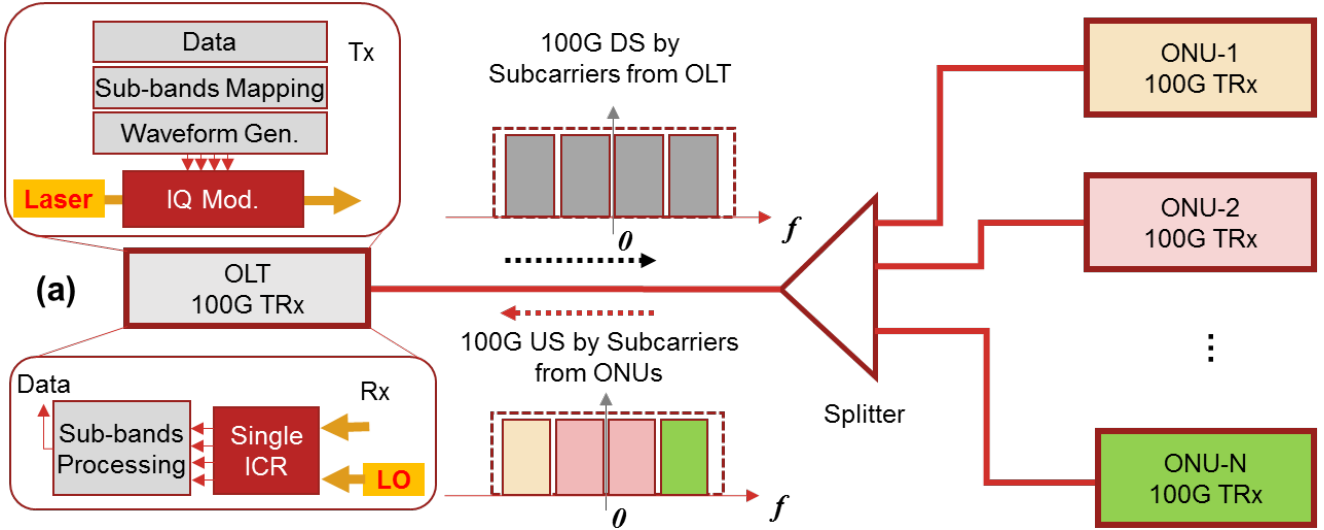 Data
Tx
Sub-bands Mapping
Waveform Gen.
Laser
IQ Mod.
100G DS by
Subcarriers from OLT
f
0
ONU-1
100G TRx
ONU-2
100G TRx
(a)
OLT
100G TRx
100G US by Subcarriers
from ONUs
f
0
Splitter
⋮
Data
Rx
Sub-bands
Processing
Single
ICR
LO
ONU-N
100G TRx